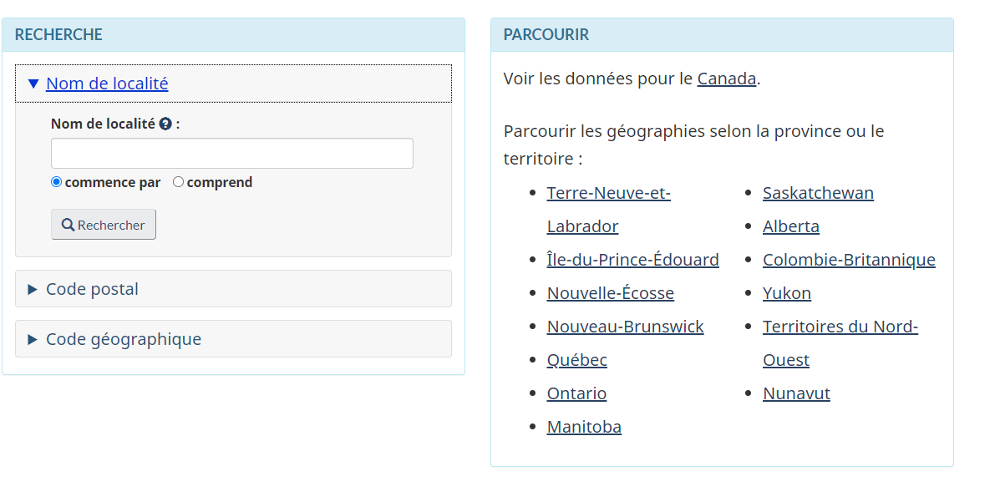 RECHERCHE
Nom de localité
Nom de localité ? :
commence par comprend
Rechercher
Code postal
Code géographique
PARCOURIR
Voir les données pour le Canada.
Parcourir les géographies selon la province ou le
territoire :
Terre-Neuve-et-
Labrador
Île-du-Prince-Édouard
Nouvelle-Écosse
Nouveau-Brunswick
Québec
Ontario
Manitoba
Saskatchewan
Alberta
Colombie-Britannique
Yukon
Territoires du Nord-
Ouest
Nunavut